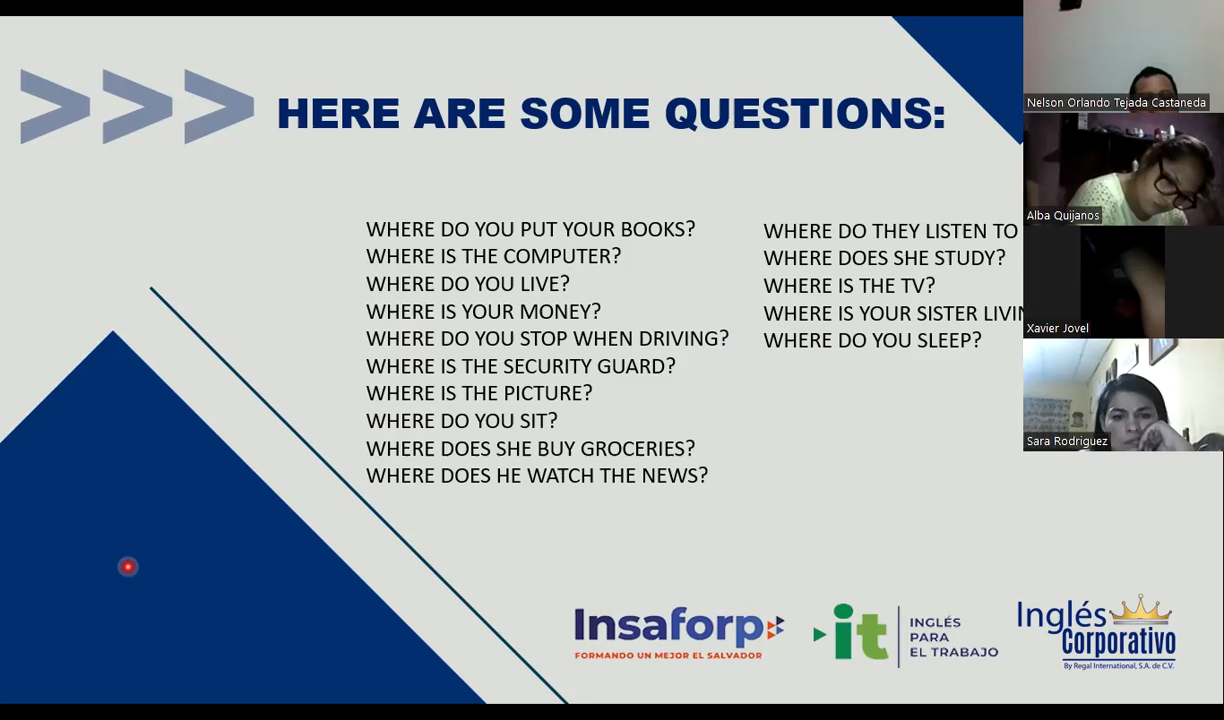 >>> HERE ARE SOME QUESTIONS:
WHERE DO YOU PUT YOUR BOOKS?
WHERE IS THE COMPUTER?
WHERE DO YOU LIVE?
WHERE IS YOUR MONEY?
WHERE DO YOU STOP WHEN DRIVING?
WHERE IS THE SECURITY GUARD?
WHERE IS THE PICTURE?
WHERE DO YOU SIT?
WHERE DOES SHE BUY GROCERIES?
WHERE DOES HE WATCH THE NEWS?
WHERE DO THEY LISTEN TO
WHERE DOES SHE STUDY?
WHERE IS THE TV?
WHERE IS YOUR SISTER
WHERE DO YOU SLEEP?
Nelson Orlando Tejada Castaneda
Alba Quijanos
Xavier Jovel
Sara Rodriguez
Insaforp
FORMANDO UN MEJOR EL SALVADOR
it
INGLÉS
PARA
EL TRABAJO
Inglés
Corporativo
By Regal International, S.A. de C.V.